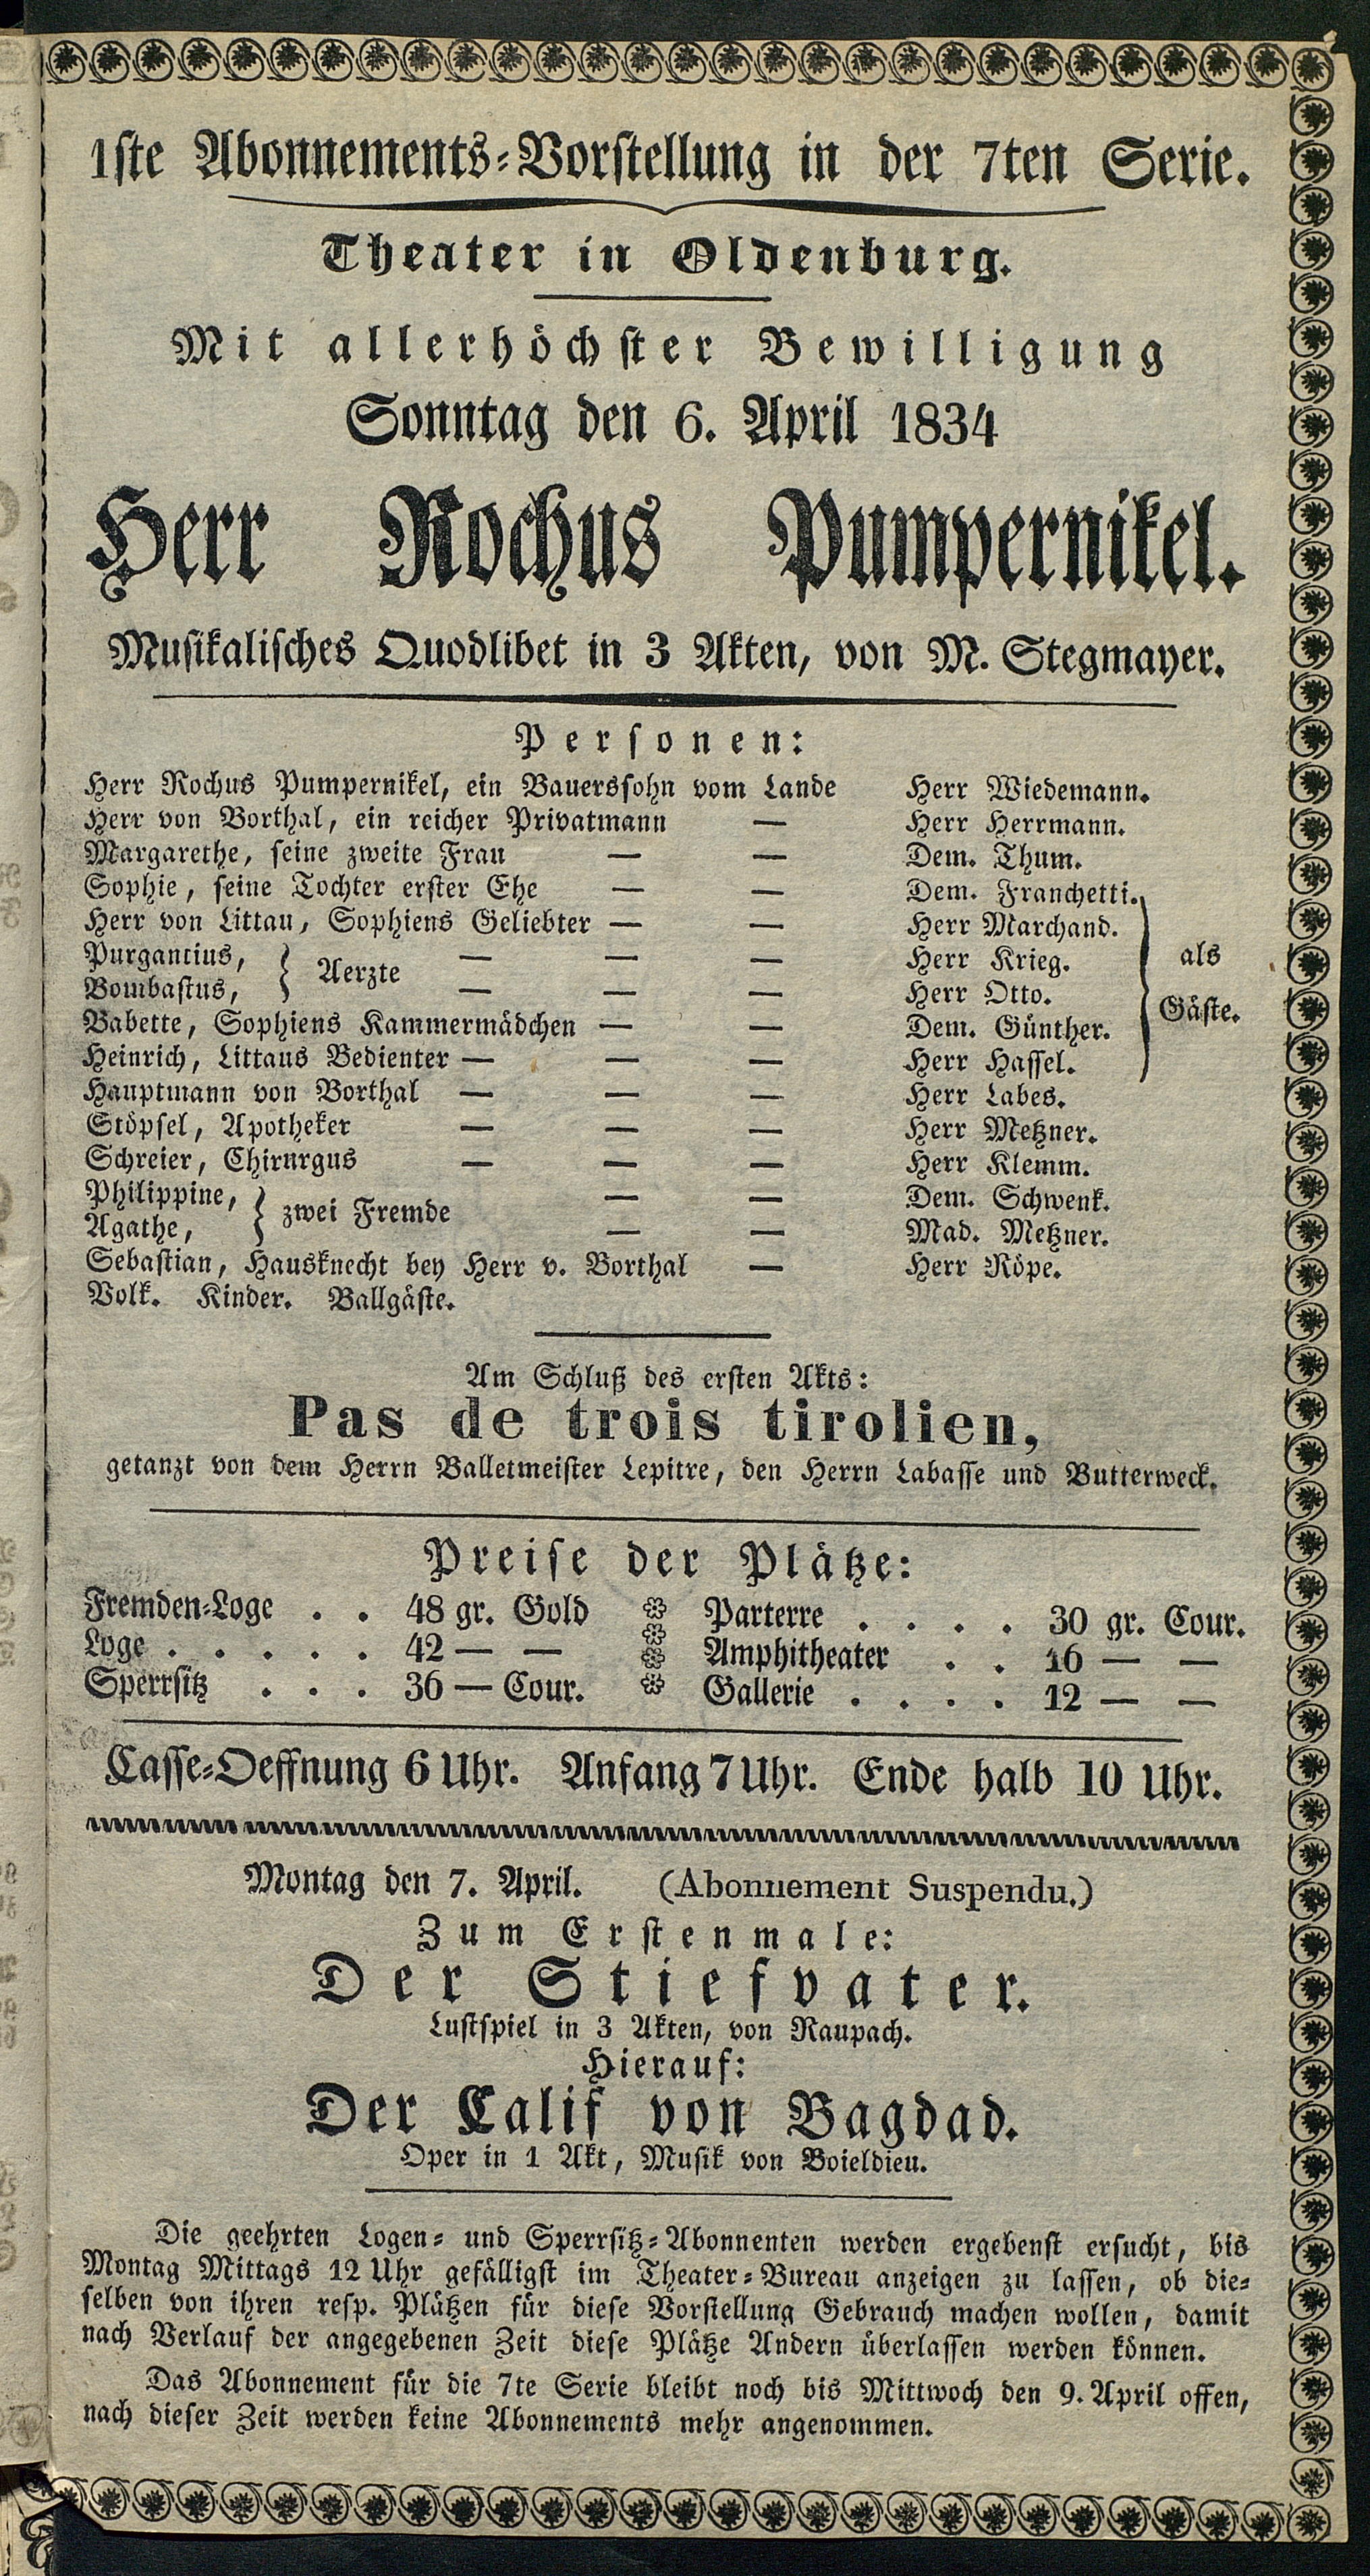 1ste Abonnements-Vorstellung in der 7ten Serie.
Theater in Oldenburg.
Mit allerhöchster Bewilligung
Sonntag den 6. April 1834
Herr Rochus Pumpernikel.
Musikalisches Quodlibet in 3 Akten, von M. Stegmayer.
Personen:
Herr Rochus Pumpernikel, ein Bauerssohn vom Lande Herr Wiedemann.
Herr von Borthal, ein reicher Privatmann — Herr Herrmann.
Margarethe, seine zweite Frau — — Dem. Thum.
Sophie, seine Tochter erster Ehe — — Dem. Franchetti.
Herr von Littau, Sophiens Geliebter — — Herr Marchand.
Purgantius, — — — Herr Krieg. als
} Aerzte
Bombastus, — — — Herr Otto.
Babette, Sophiens Kammermädchen — — Dem. Günther. Gäste.
Heinrich, Littaus Bedienter — — — Herr Hassel.
Hauptmann von Borthal — — — Herr Labes.
Stöpsel, Apotheker — — — Herr Metzner.
Schreier, Chirurgus — — — Herr Klemm.
Philippine, — — Dem. Schwenk.
} zwei Fremde
Agathe, — — Mad. Metzner.
Sebastian, Hausknecht bey Herr v. Borthal — Herr Röpe.
Volk. Kinder. Ballgäste.
Am Schluß des ersten Akts:
Pas de trois tirolien,
getanzt von dem Herrn Balletmeister Lepitre, den Herrn Labasse und Butterweck.
Preise der Plätze:
Fremden-Loge . . 48 gr. Gold Parterre . . . . 30 gr. Cour.
Loge . . . . . 42 — — Amphitheater . . 16 — —
Sperrsitz . . . 36 — Cour. Gallerie . . . . 12 — —
Casse-Oeffnung 6 Uhr. Anfang 7 Uhr. Ende halb 10 Uhr.
Montag den 7. April. (Abonnement Suspendu.)
Zum Erstenmale:
Der Stiefvater.
Lustspiel in 3 Akten, von Raupach.
Hierauf:
Der Calif von Bagdad.
Oper in 1 Akt, Musik von Boieldieu.
Die geehrten Logen- und Sperrsitz-Abonnenten werden ergebenst ersucht, bis
Montag Mittags 12 Uhr gefälligst im Theater-Bureau anzeigen zu lassen, ob die-
selben von ihren resp. Plätzen für diese Vorstellung Gebrauch machen wollen, damit
nach Verlauf der angegebenen Zeit diese Plätze Andern überlassen werden können.
Das Abonnement für die 7te Serie bleibt noch bis Mittwoch den 9. April offen,
nach dieser Zeit werden keine Abonnements mehr angenommen.